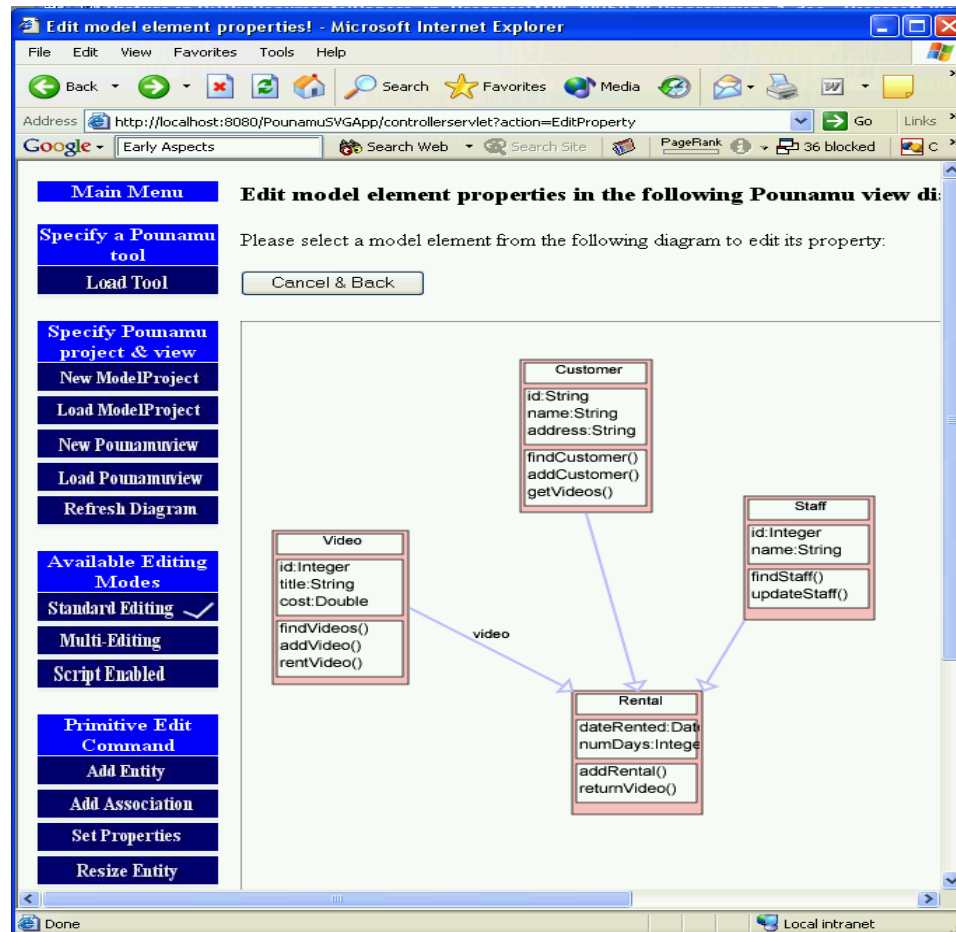 Edit model element properties! - Microsoft Internet Explorer
File Edit View Favorites Tools Help
Back Search Favorites Media
Address http://localhost:8080/PounamuSVGApp/controllerservlet?action=EditProperty Go Links
Google Early Aspects Search Web Search Site PageRank 36 blocked C
Main Menu
Specify a Pounamu
tool
Load Tool
Specify Pounamu
project & view
New ModelProject
Load ModelProject
New Pounamuview
Load Pounamuview
Refresh Diagram
Available Editing
Modes
Standard Editing
Multi-Editing
Script Enabled
Primitive Edit
Command
Add Entity
Add Association
Set Properties
Resize Entity
Edit model element properties in the following Pounamu view di
Please select a model element from the following diagram to edit its property:
Cancel & Back
Customer
id:String
name:String
address:String
findCustomer()
addCustomer()
getVideos()
Staff
id:Integer
name:String
findStaff()
updateStaff()
Video
id:Integer
title:String
cost:Double
findVideos()
addVideo()
rentVideo()
video
Rental
dateRented:Dat
numDays:Intege
addRental()
returnVideo()
Done
Local intranet